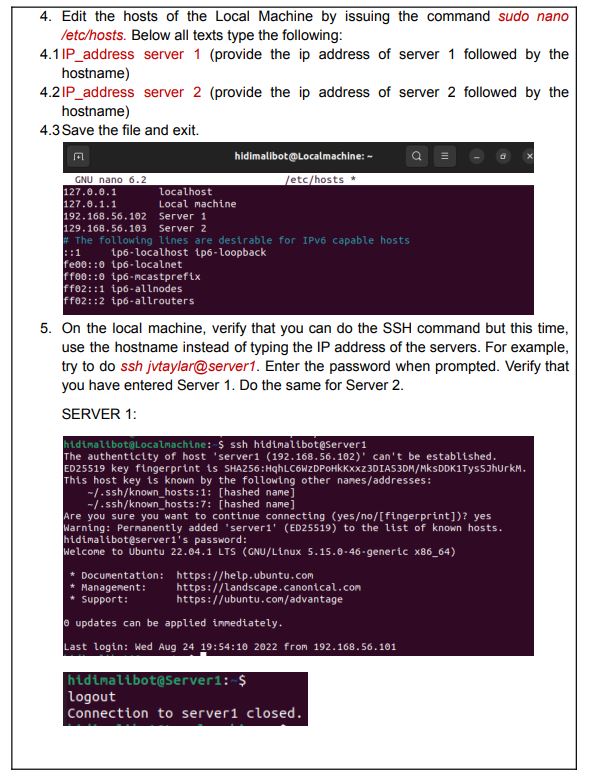 4. Edit the hosts of the Local Machine by issuing the command sudo nano
/etc/hosts. Below all texts type the following:
4.1 IP_address server 1 (provide the ip address of server 1 followed by the
hostname)
4.2 IP_address server 2 (provide the ip address of server 2 followed by the
hostname)
4.3 Save the file and exit.
hidimalibot@Localmachine: ~
GNU nano 6.2 /etc/hosts *
127.0.0.1 localhost
127.0.1.1 Local machine
192.168.56.102 Server 1
129.168.56.103 Server 2
# The following lines are desirable for IPv6 capable hosts
::1 ip6-localhost ip6-loopback
fe00::0 ip6-localnet
ff00::0 ip6-mcastprefix
ff02::1 ip6-allnodes
ff02::2 ip6-allrouters
5. On the local machine, verify that you can do the SSH command but this time,
use the hostname instead of typing the IP address of the servers. For example,
try to do ssh jvtaylar@server1. Enter the password when prompted. Verify that
you have entered Server 1. Do the same for Server 2.
SERVER 1:
hidimalibot@Localmachine:~$ ssh hidimalibot@Server1
The authenticity of host 'server1 (192.168.56.102)' can't be established.
ED25519 key fingerprint is SHA256:HqhLC6WzDPoHkKxxz3DIAS3DM/MksDDK1TysSJhUrkM.
This host key is known by the following other names/addresses:
~/.ssh/known_hosts:1: [hashed name]
~/.ssh/known_hosts:7: [hashed name]
Are you sure you want to continue connecting (yes/no/[fingerprint])? yes
Warning: Permanently added 'server1' (ED25519) to the list of known hosts.
hidimalibot@server1's password:
Welcome to Ubuntu 22.04.1 LTS (GNU/Linux 5.15.0-46-generic x86_64)
* Documentation: https://help.ubuntu.com
* Management: https://landscape.canonical.com
* Support: https://ubuntu.com/advantage
0 updates can be applied immediately.
Last login: Wed Aug 24 19:54:10 2022 from 192.168.56.101
hidimalibot@Server1:~$
logout
Connection to server1 closed.